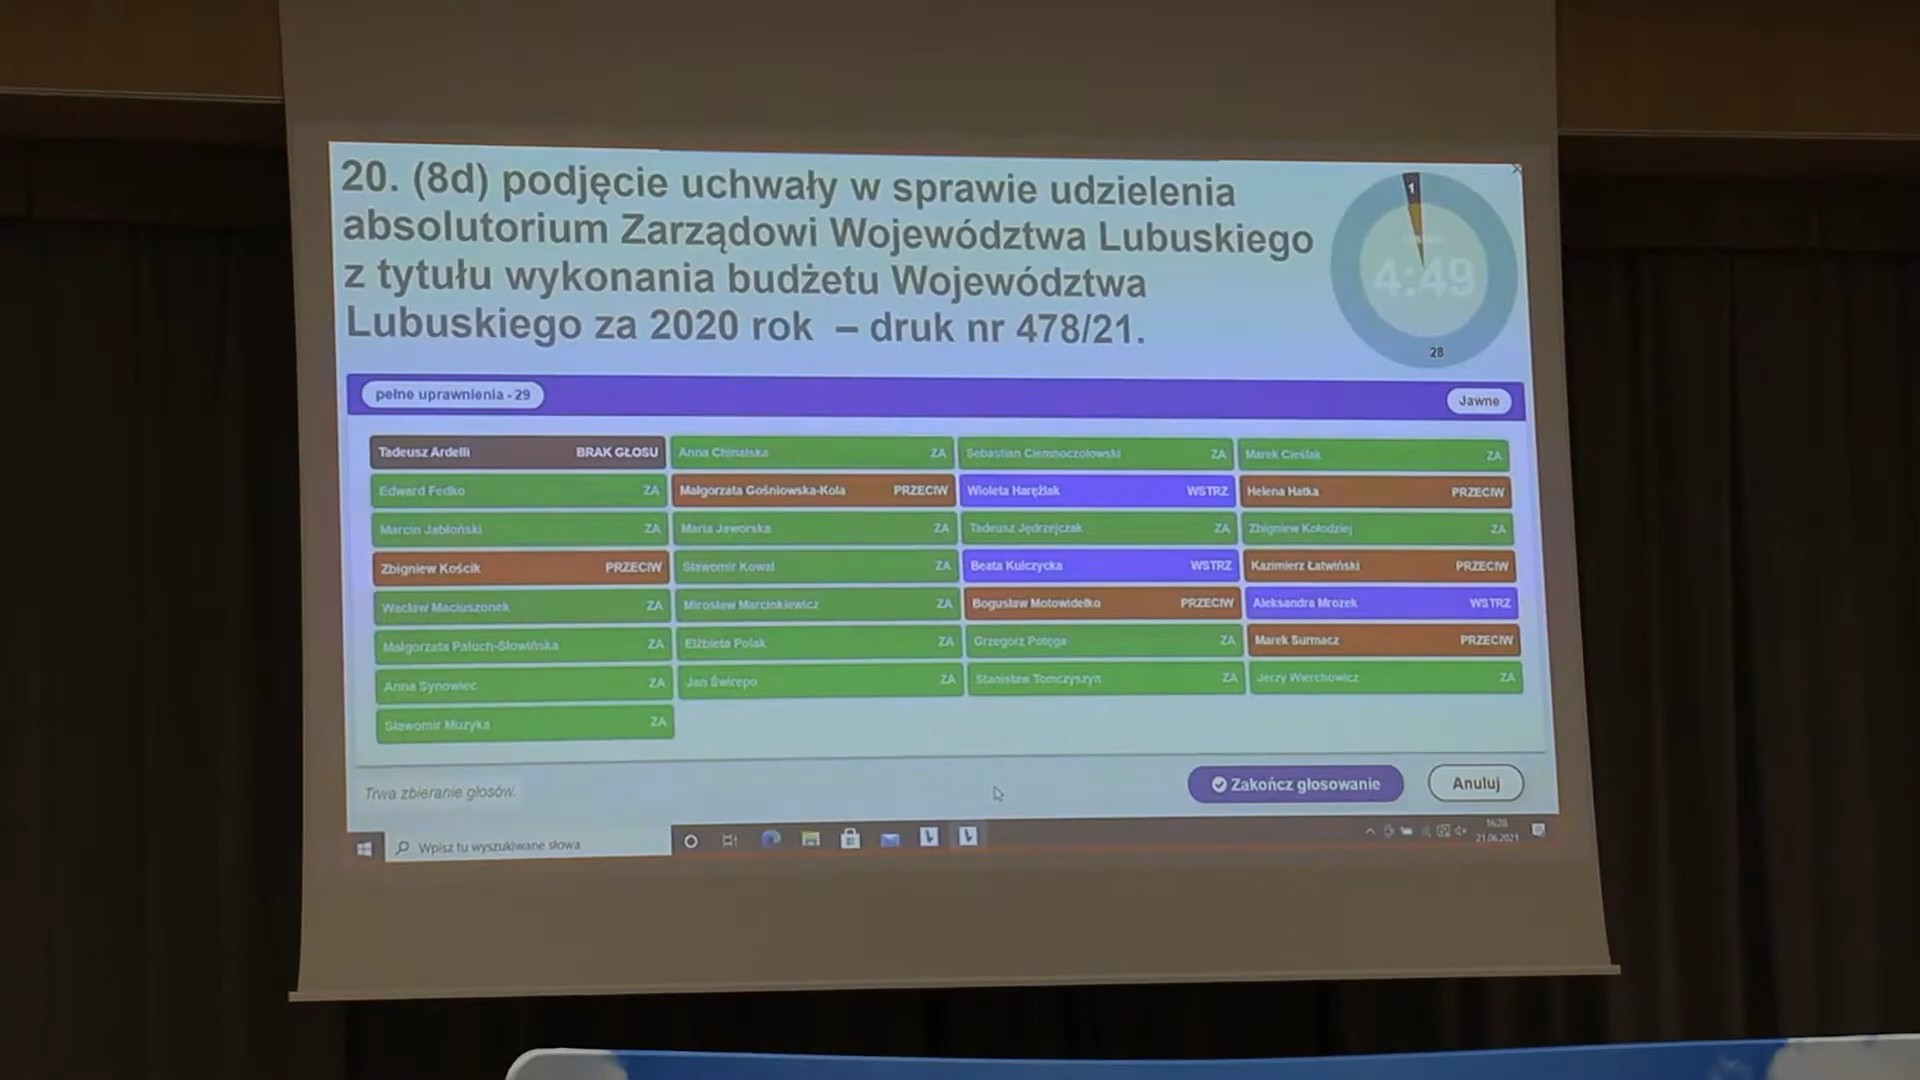 20. (8d) podjęcie uchwały w sprawie udzielenia
absolutorium Zarządowi Województwa Lubuskiego
z tytułu wykonania budżetu Województwa
Lubuskiego za 2020 rok – druk nr 478/21.
1
4:49
28
pełne uprawnienia - 29
Jawne
Tadeusz Ardelli BRAK GŁOSU Anna Chinalska ZA Sebastian Ciemnoczołowski ZA Marek Cieślak ZA
Edward Fedko ZA Małgorzata Gośniowska-Kola PRZECIW Wioleta Haręźlak WSTRZ Helena Hatka PRZECIW
Marcin Jabłoński ZA Maria Jaworska ZA Tadeusz Jędrzejczak ZA Zbigniew Kołodziej ZA
Zbigniew Kościk PRZECIW Sławomir Kowal ZA Beata Kulczycka WSTRZ Kazimierz Łatwiński PRZECIW
Wacław Maciuszonek ZA Mirosław Marcinkiewicz ZA Bogusław Motowidełko PRZECIW Aleksandra Mrozek WSTRZ
Małgorzata Paluch-Słowińska ZA Elżbieta Polak ZA Grzegorz Potęga ZA Marek Surmacz PRZECIW
Anna Synowiec ZA Jan Świrepo ZA Stanisław Tomczyszyn ZA Jerzy Wierchowicz ZA
Sławomir Muzyka ZA
Trwa zbieranie głosów.
Zakończ głosowanie
Anuluj
Wpisz tu wyszukiwane słowa
16:28
21.06.2021